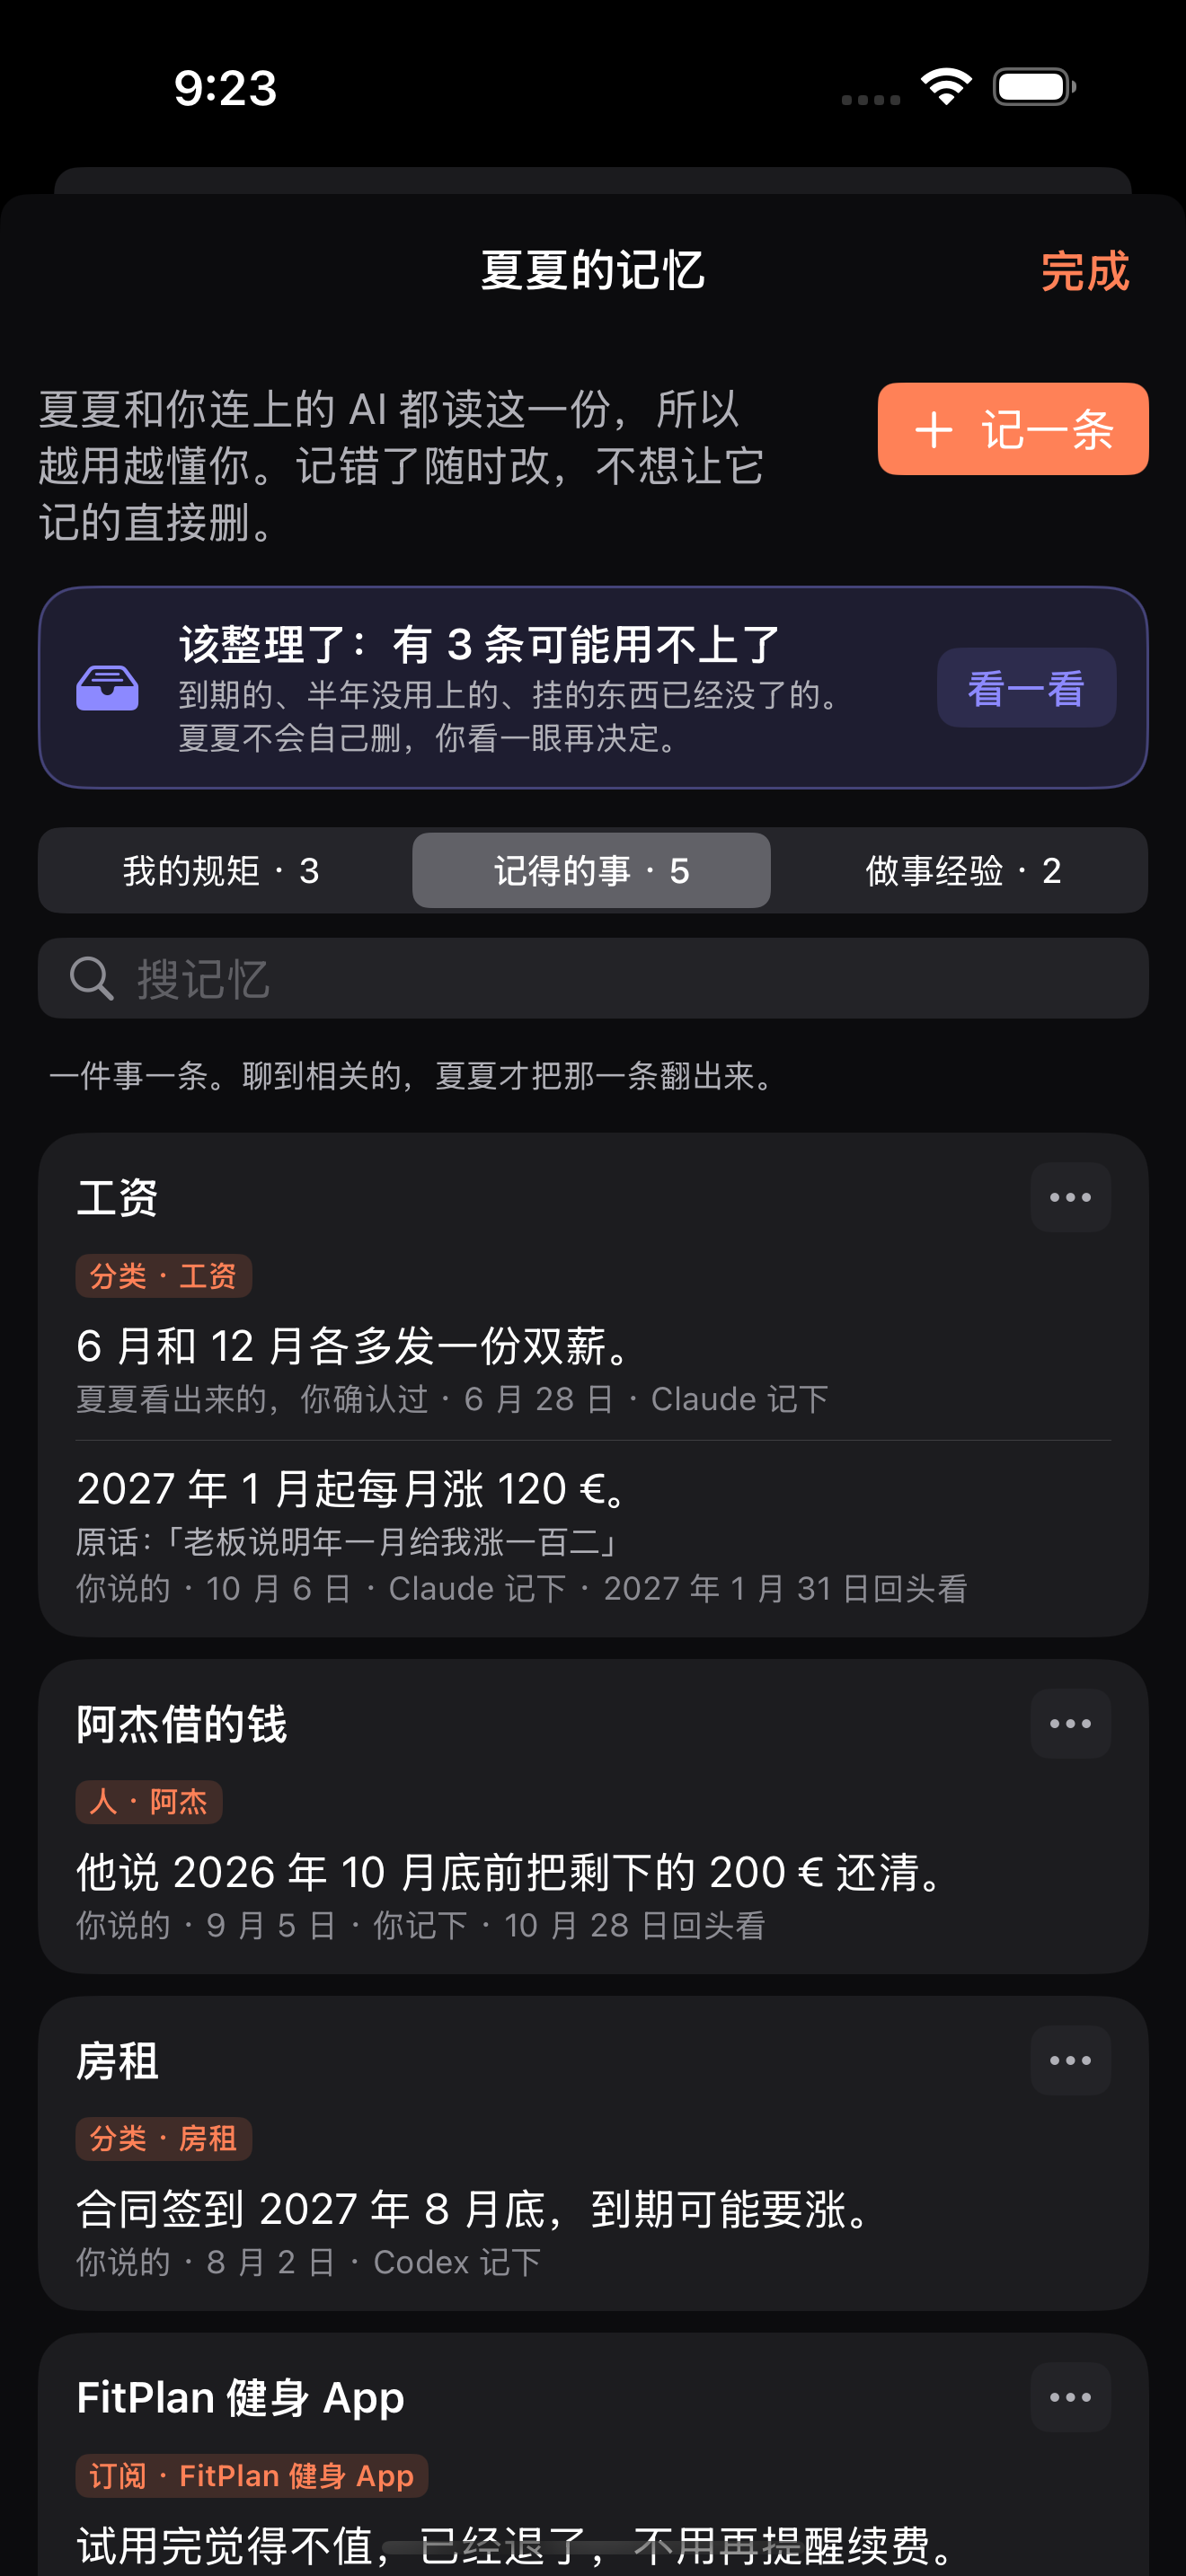 9:23
夏夏的记忆
完成
夏夏和你连上的 AI 都读这一份，所以
越用越懂你。记错了随时改，不想让它
记的直接删。
+ 记一条
该整理了：有 3 条可能用不上了
到期的、半年没用上的、挂的东西已经没了的。
夏夏不会自己删，你看一眼再决定。
看一看
我的规矩 · 3
记得的事 · 5
做事经验 · 2
搜记忆
一件事一条。聊到相关的，夏夏才把那一条翻出来。
工资
分类 · 工资
6 月和 12 月各多发一份双薪。
夏夏看出来的，你确认过 · 6 月 28 日 · Claude 记下
2027 年 1 月起每月涨 120 €。
原话：「老板说明年一月给我涨一百二」
你说的 · 10 月 6 日 · Claude 记下 · 2027 年 1 月 31 日回头看
阿杰借的钱
人 · 阿杰
他说 2026 年 10 月底前把剩下的 200 € 还清。
你说的 · 9 月 5 日 · 你记下 · 10 月 28 日回头看
房租
分类 · 房租
合同签到 2027 年 8 月底，到期可能要涨。
你说的 · 8 月 2 日 · Codex 记下
FitPlan 健身 App
订阅 · FitPlan 健身 App
试用完觉得不值，已经退了，不用再提醒续费。